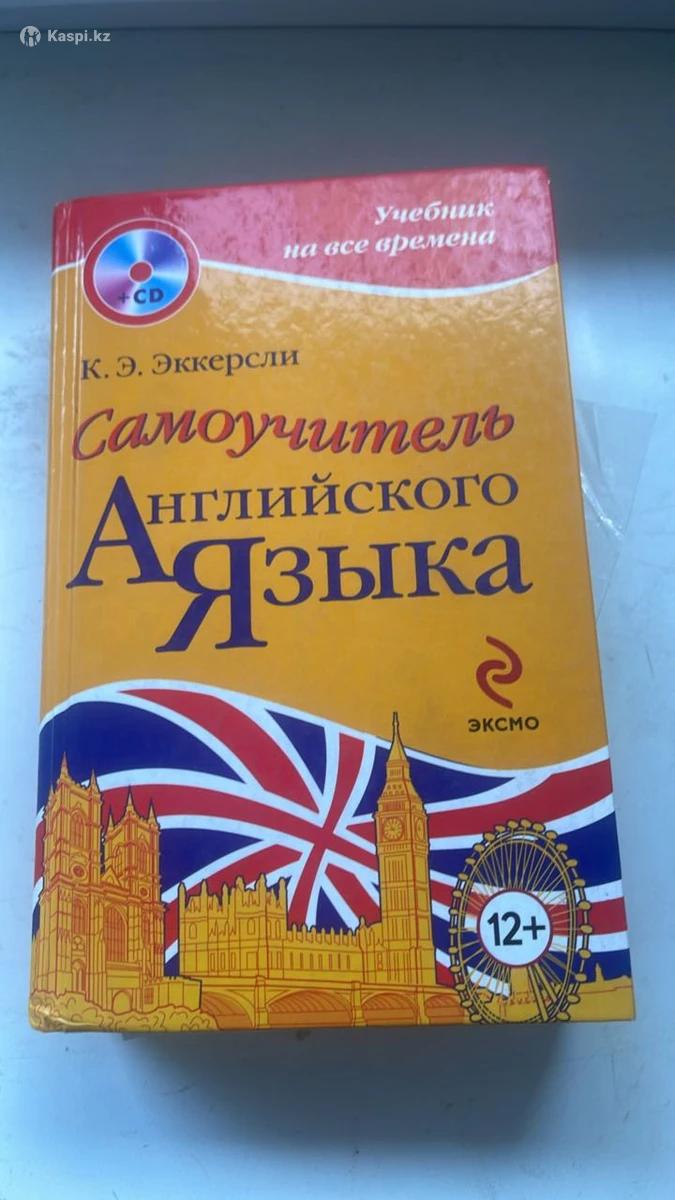 Kaspi.kz
Учебник
на все времена
+CD
К. Э. Эккерсли
Самоучитель
Английского
Языка
ЭКСМО
12+